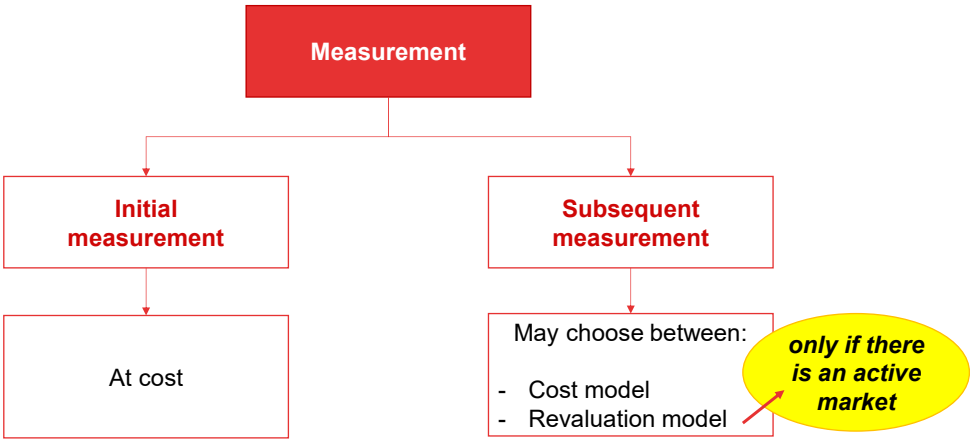 Measurement
Initial
measurement
Subsequent
measurement
At cost
May choose between:
- Cost model
- Revaluation model
only if there
is an active
market